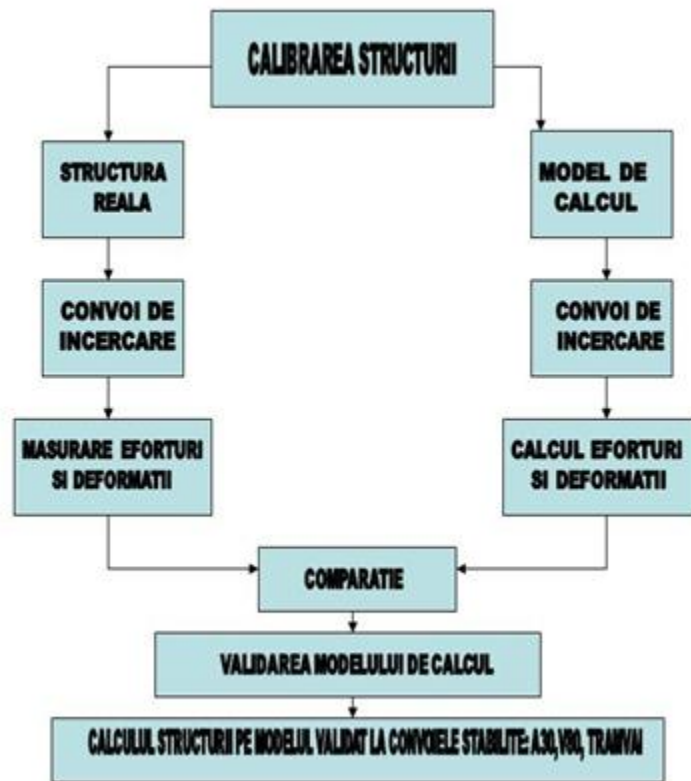 CALIBRAREA STRUCTURII
STRUCTURA
REALA
MODEL DE
CALCUL
CONVOI DE
INCERCARE
CONVOI DE
INCERCARE
MASURARE EFORTURI
SI DEFORMATII
CALCUL EFORTURI
SI DEFORMATII
COMPARATIE
VALIDAREA MODELULUI DE CALCUL
CALCULUL STRUCTURII PE MODELUL VALIDAT LA CONVOIELE STABILITE: A30,V80, TRAMVAI